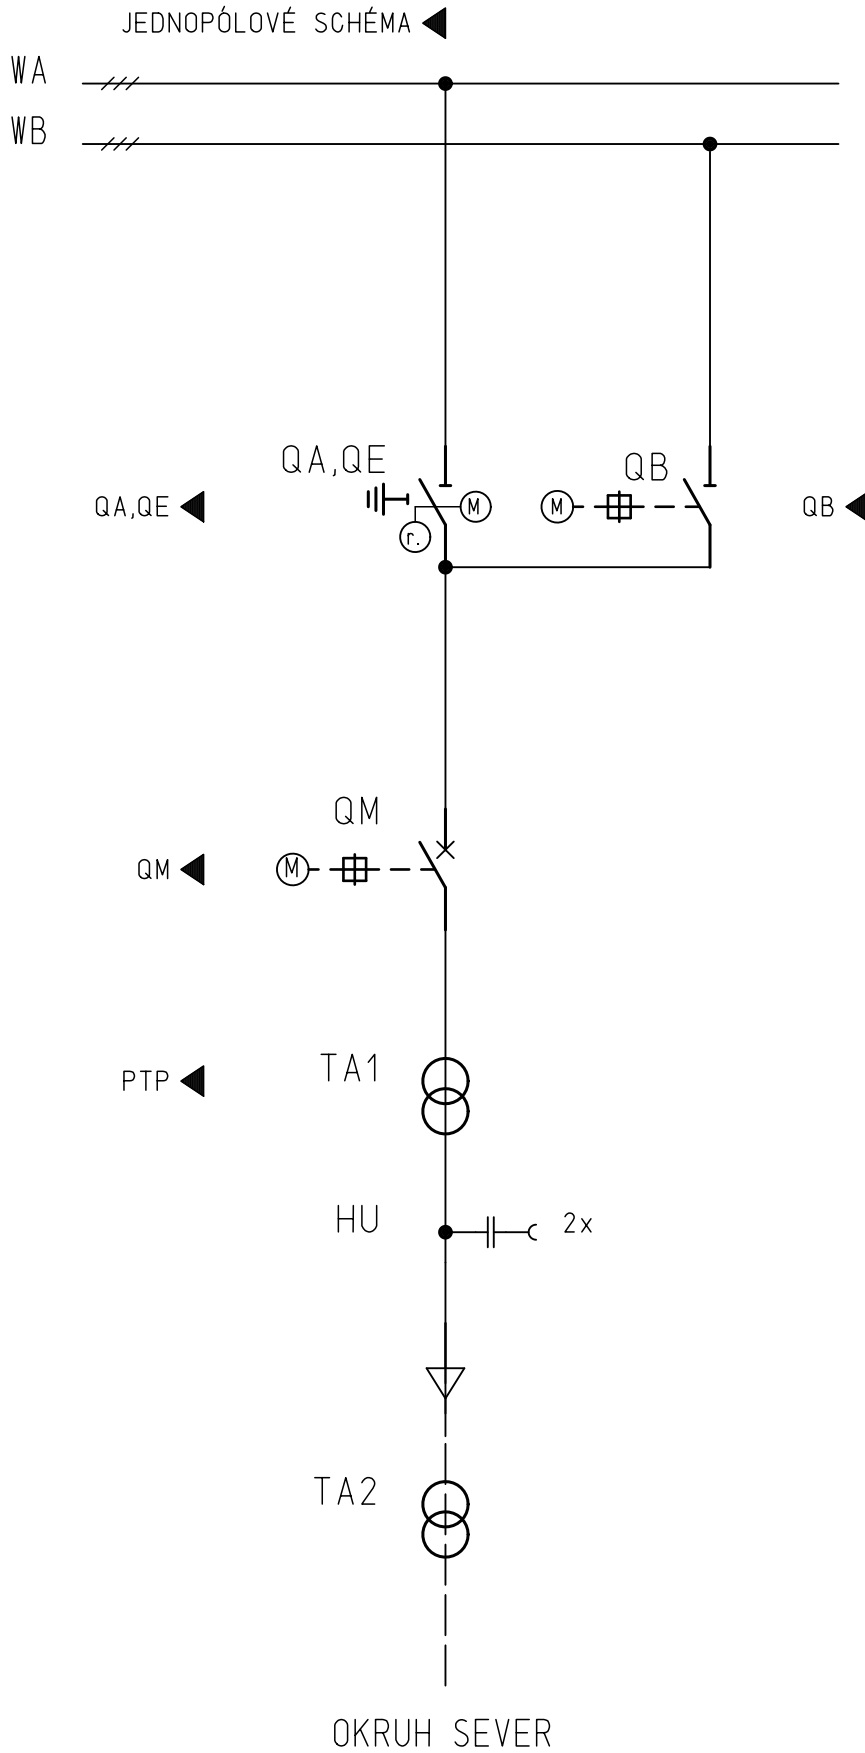 JEDNOPÓLOVÉ SCHÉMA
WA
WB
QA,QE
QB
QA,QE
M
M
QB
r.
QM
QM
M
TA1
PTP
HU
2x
TA2
OKRUH SEVER